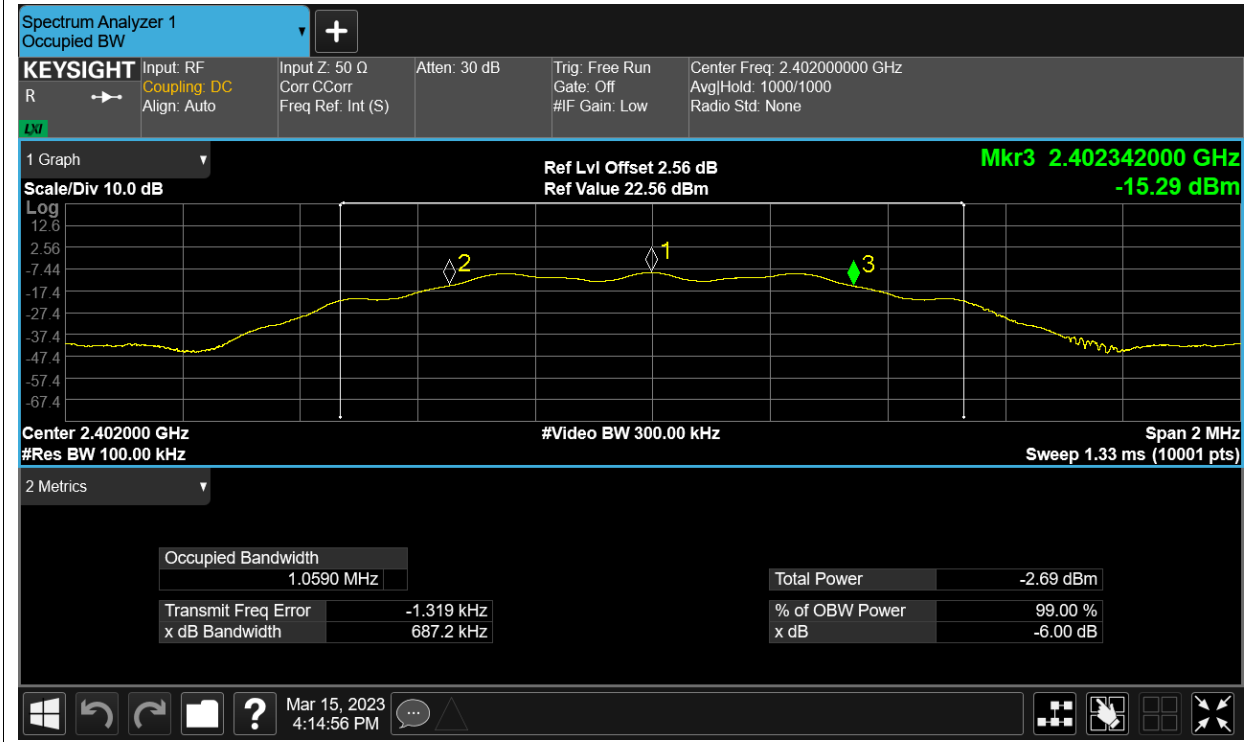 Spectrum Analyzer 1
Occupied BW
KEYSIGHT
R
LXI
Input: RF
Coupling: DC
Align: Auto
Input Z: 50 Ω
Corr CCorr
Freq Ref: Int (S)
Atten: 30 dB
Trig: Free Run
Gate: Off
#IF Gain: Low
Center Freq: 2.402000000 GHz
Avg|Hold: 1000/1000
Radio Std: None
1 Graph
Scale/Div 10.0 dB
Ref Lvl Offset 2.56 dB
Ref Value 22.56 dBm
Mkr3 2.402342000 GHz
-15.29 dBm
Log
12.6
2.56
-7.44
-17.4
-27.4
-37.4
-47.4
-57.4
-67.4
2
1
3
Center 2.402000 GHz
#Video BW 300.00 kHz
Span 2 MHz
#Res BW 100.00 kHz
Sweep 1.33 ms (10001 pts)
2 Metrics
Occupied Bandwidth
1.0590 MHz
Total Power -2.69 dBm
Transmit Freq Error -1.319 kHz
% of OBW Power 99.00 %
x dB Bandwidth 687.2 kHz
x dB -6.00 dB
?
Mar 15, 2023
4:14:56 PM